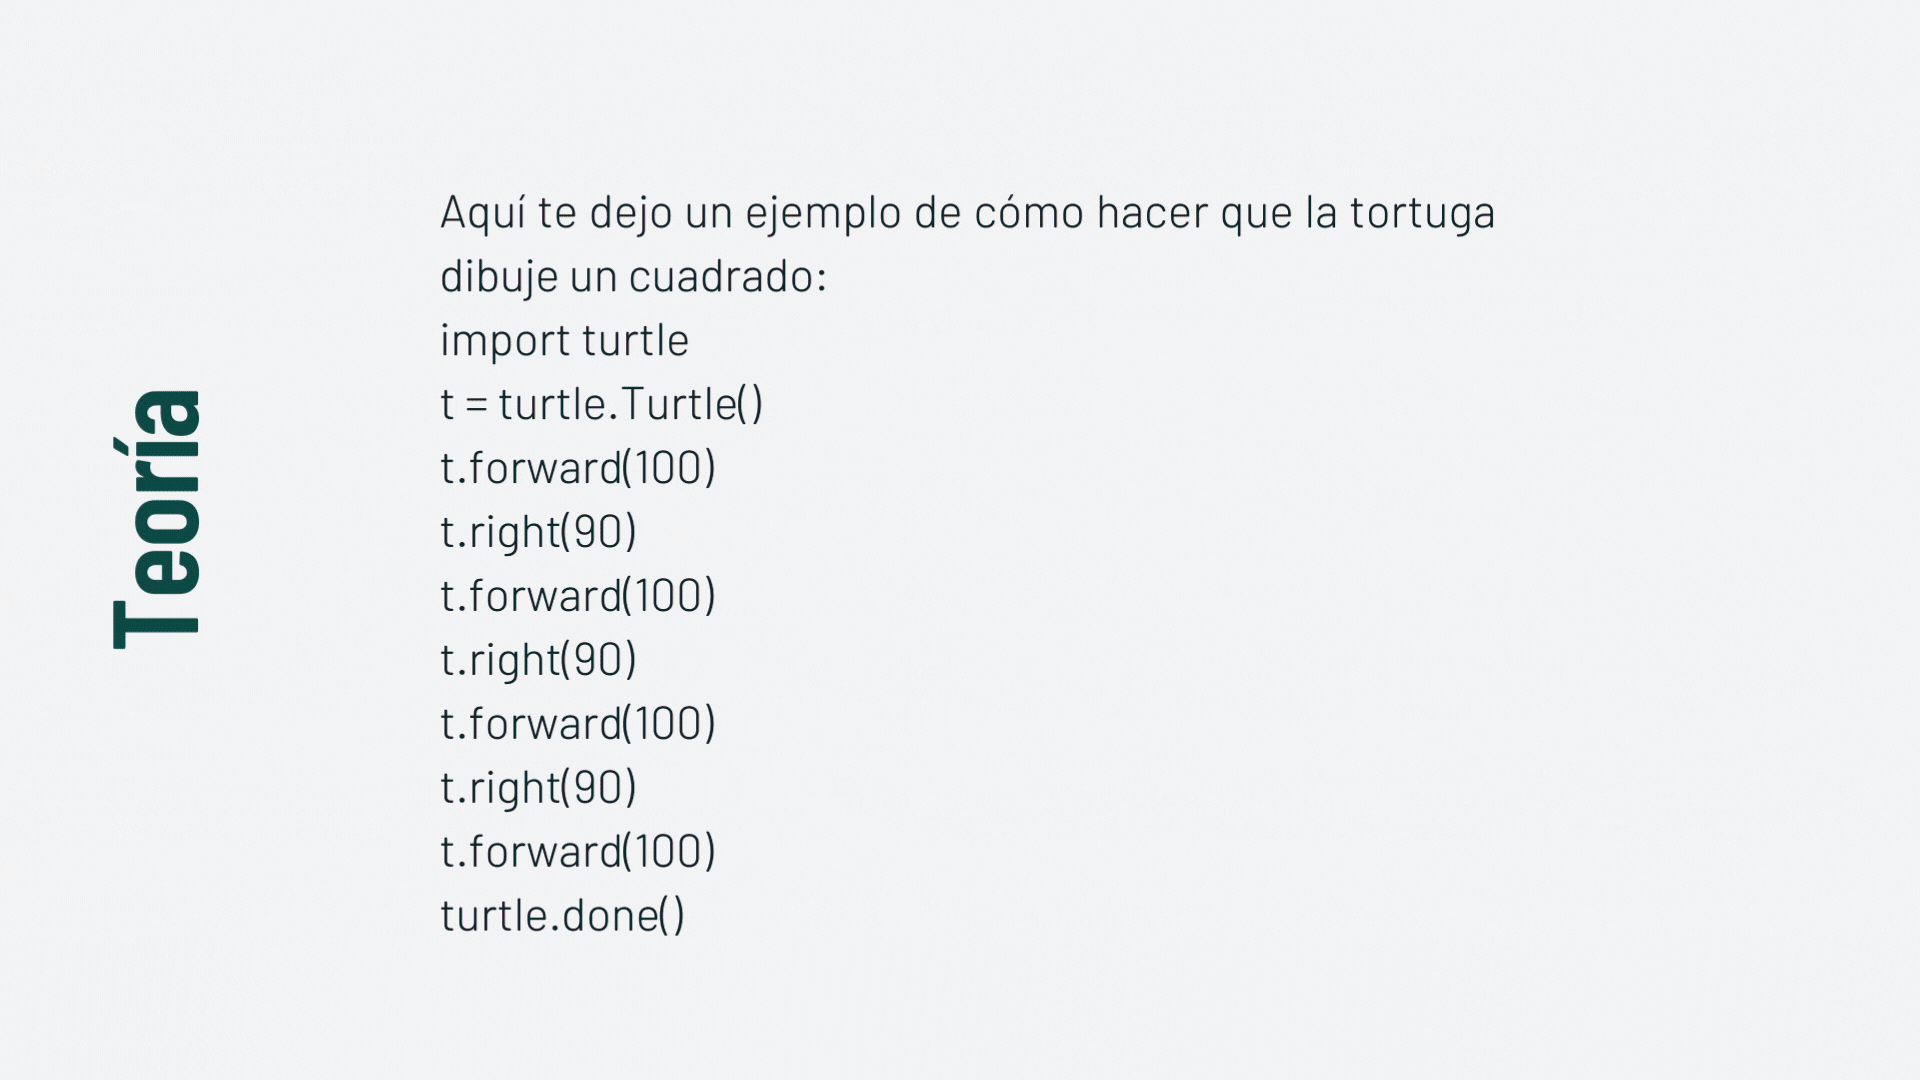 Teoría
Aquí te dejo un ejemplo de cómo hacer que la tortuga
dibuje un cuadrado:
import turtle
t = turtle.Turtle()
t.forward(100)
t.right(90)
t.forward(100)
t.right(90)
t.forward(100)
t.right(90)
t.forward(100)
turtle.done()